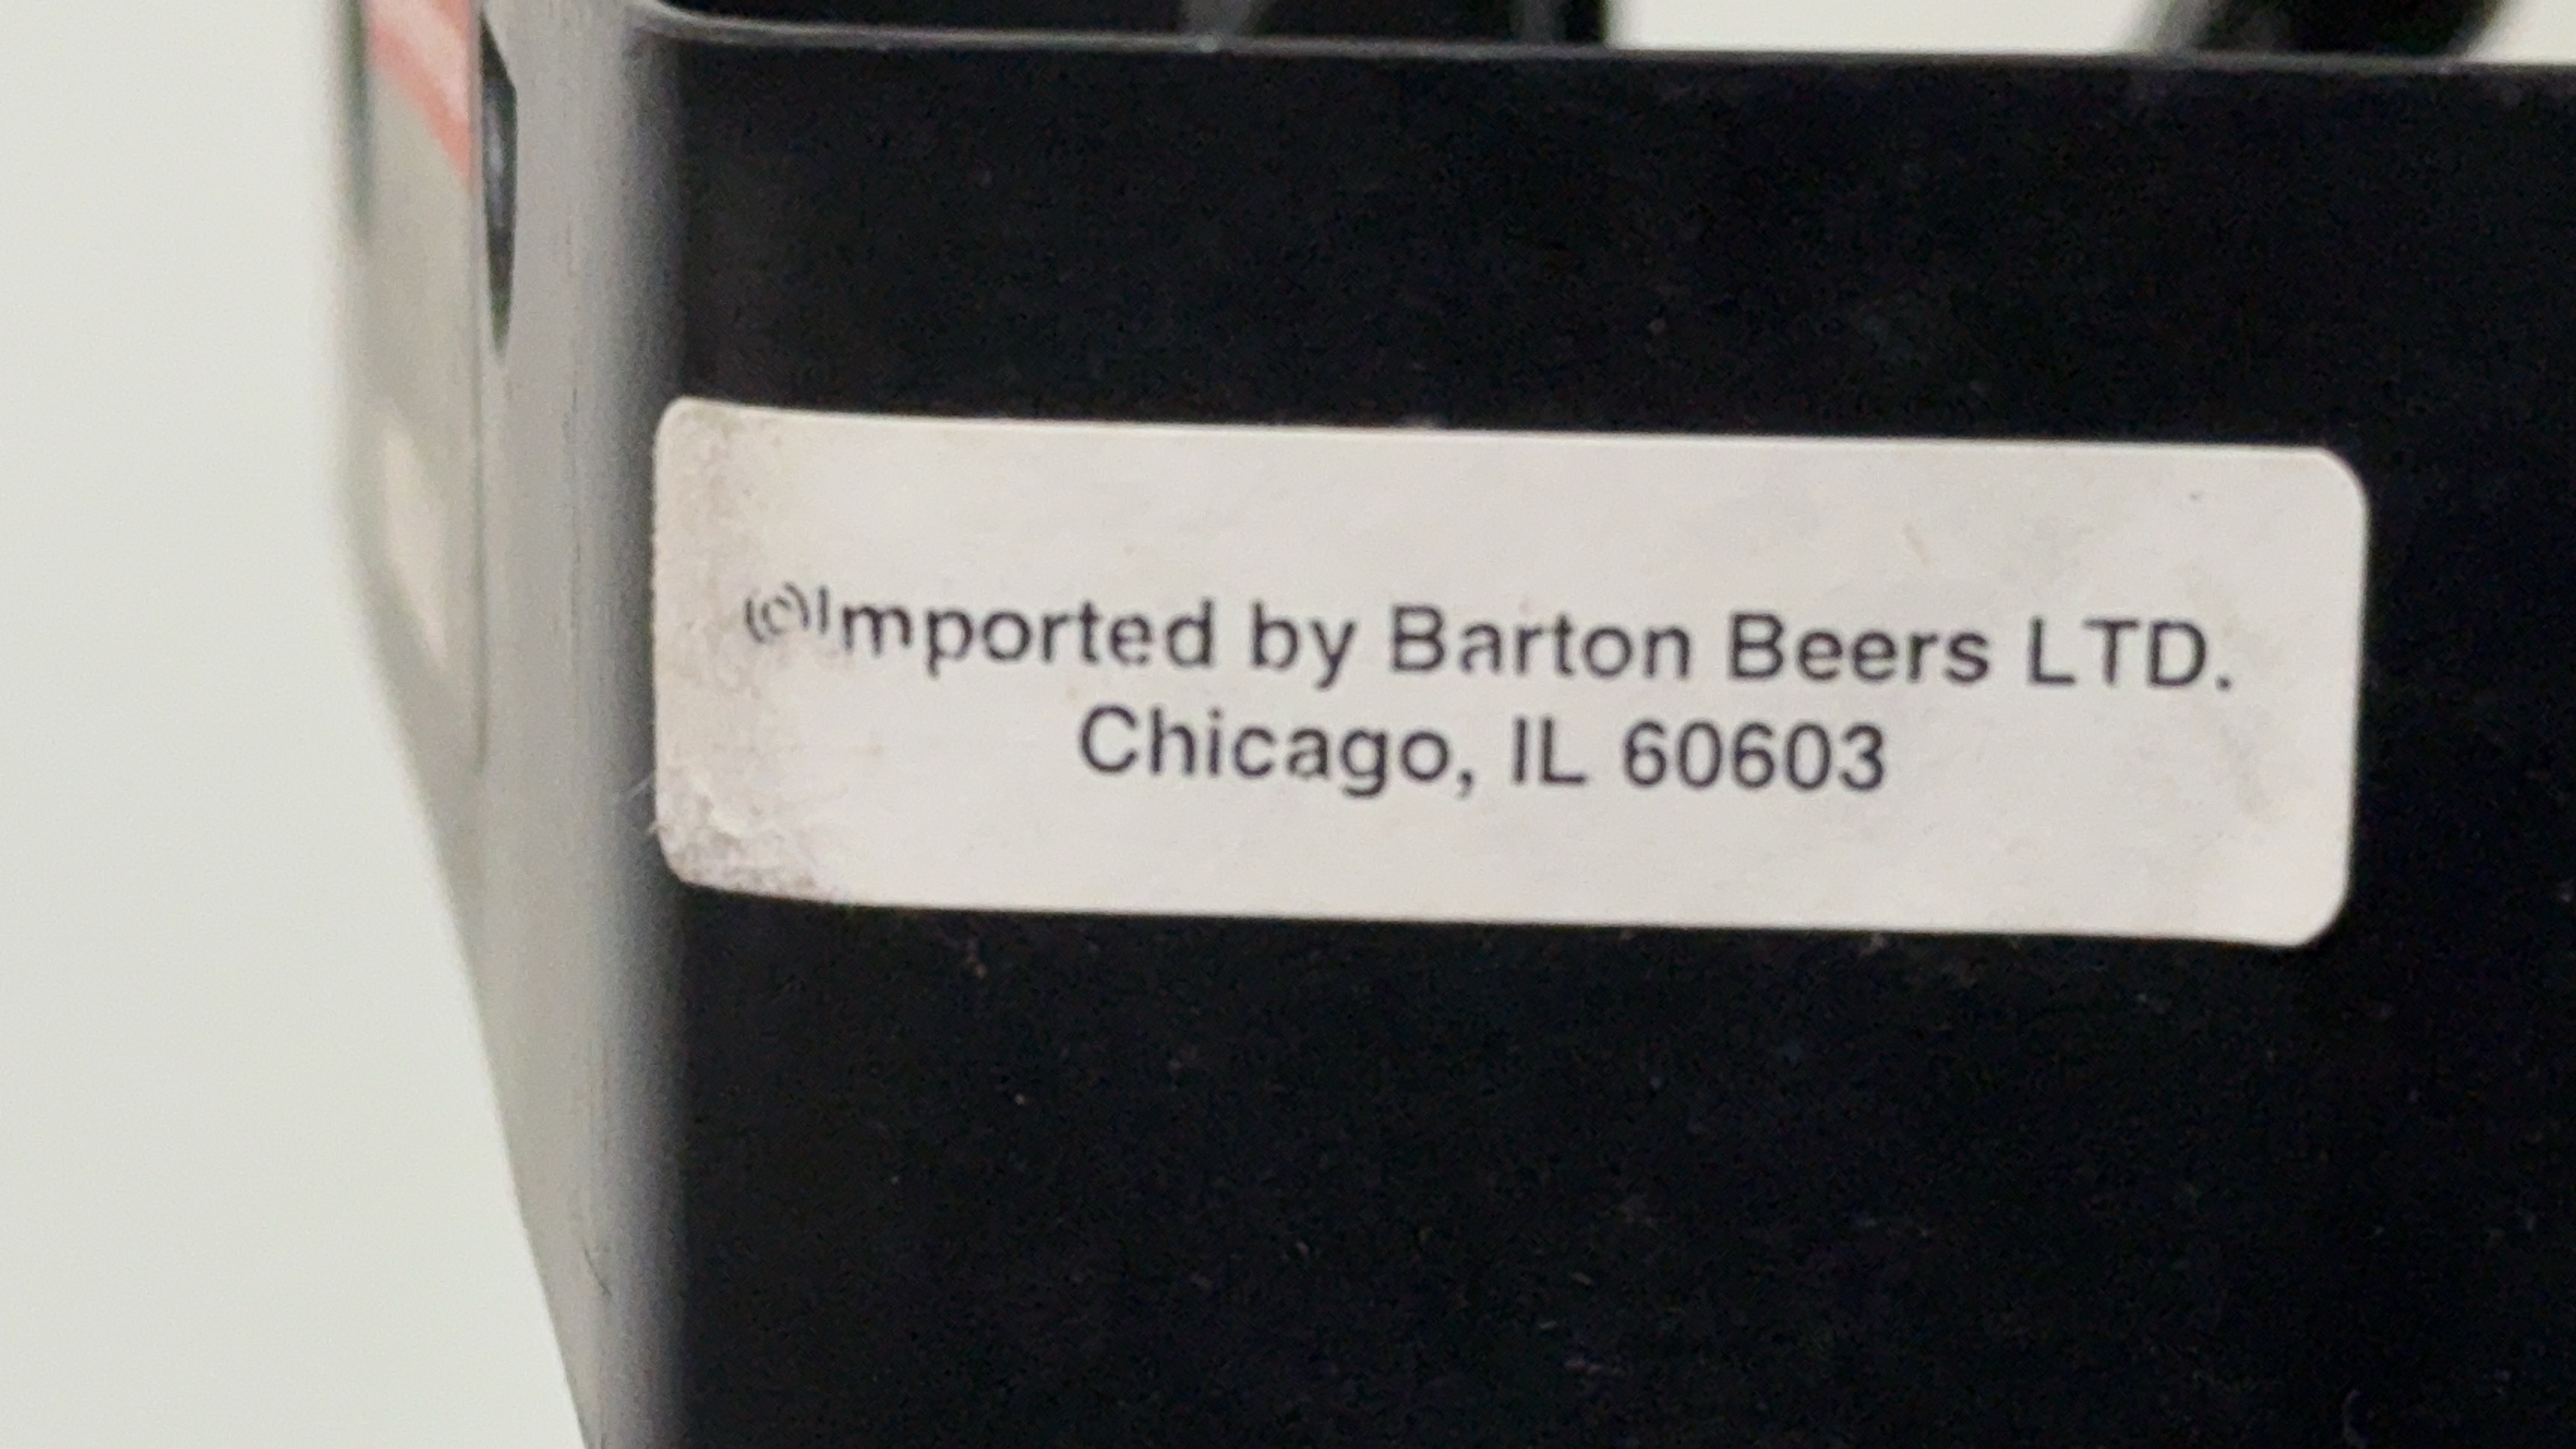 (c)Imported by Barton Beers LTD.
Chicago, IL 60603